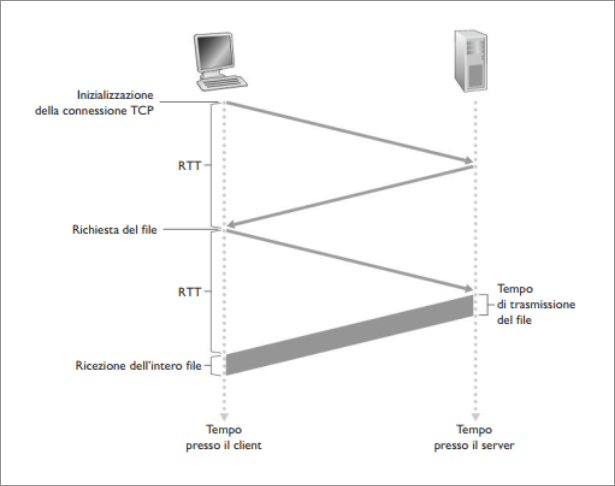 Inizializzazione
della connessione TCP
RTT
Richiesta del file
RTT
Tempo
di trasmissione
del file
Ricezione dell'intero file
Tempo
presso il client
Tempo
presso il server